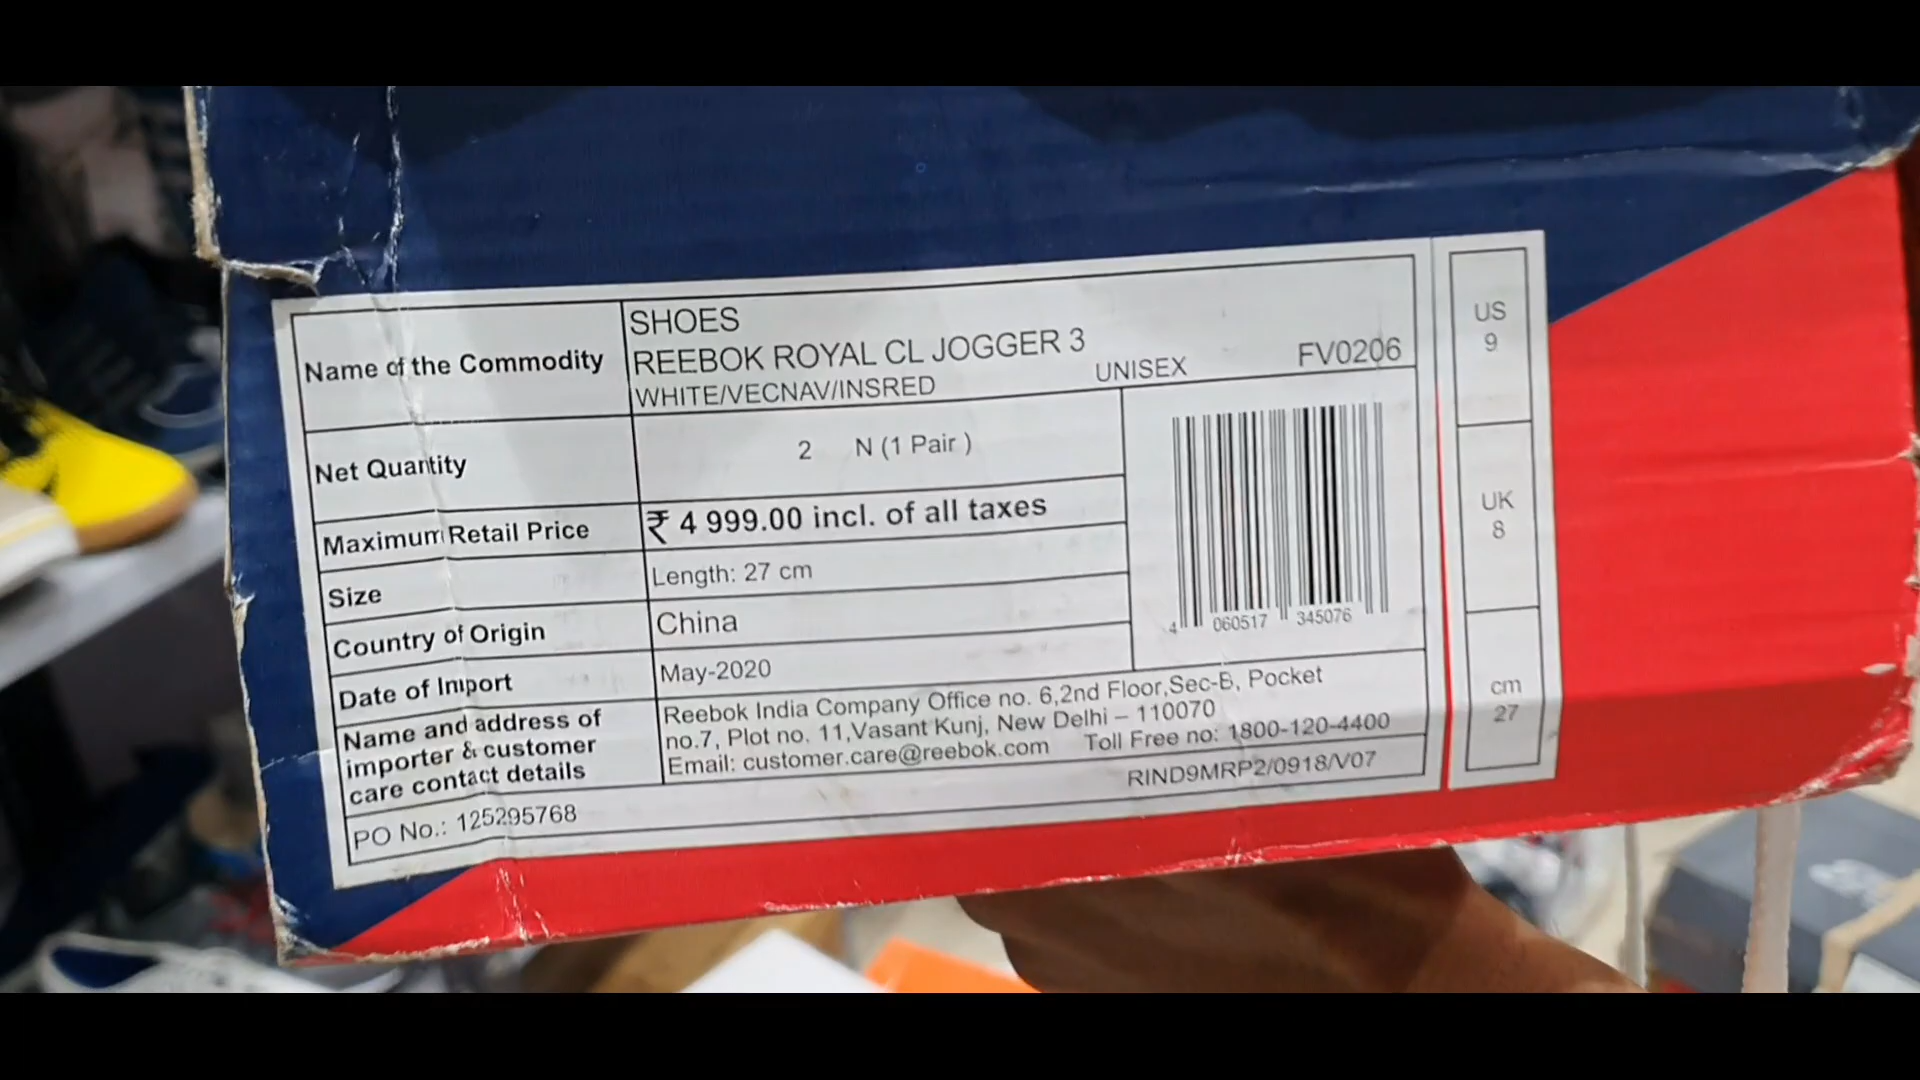 Name of the Commodity
SHOES
REEBOK ROYAL CL JOGGER 3
WHITE/VECNAV/INSRED
UNISEX
FV0206
Net Quantity
2 N (1 Pair )
Maximum Retail Price
₹ 4 999.00 incl. of all taxes
Size
Length: 27 cm
Country of Origin
China
Date of Import
May-2020
Name and address of
importer & customer
care contact details
Reebok India Company Office no. 6,2nd Floor,Sec-B, Pocket
no.7, Plot no. 11,Vasant Kunj, New Delhi – 110070
Email: customer.care@reebok.com Toll Free no: 1800-120-4400
RIND9MRP2/0918/V07
PO No.: 125295768
4 060517 345076
US
9
UK
8
cm
27